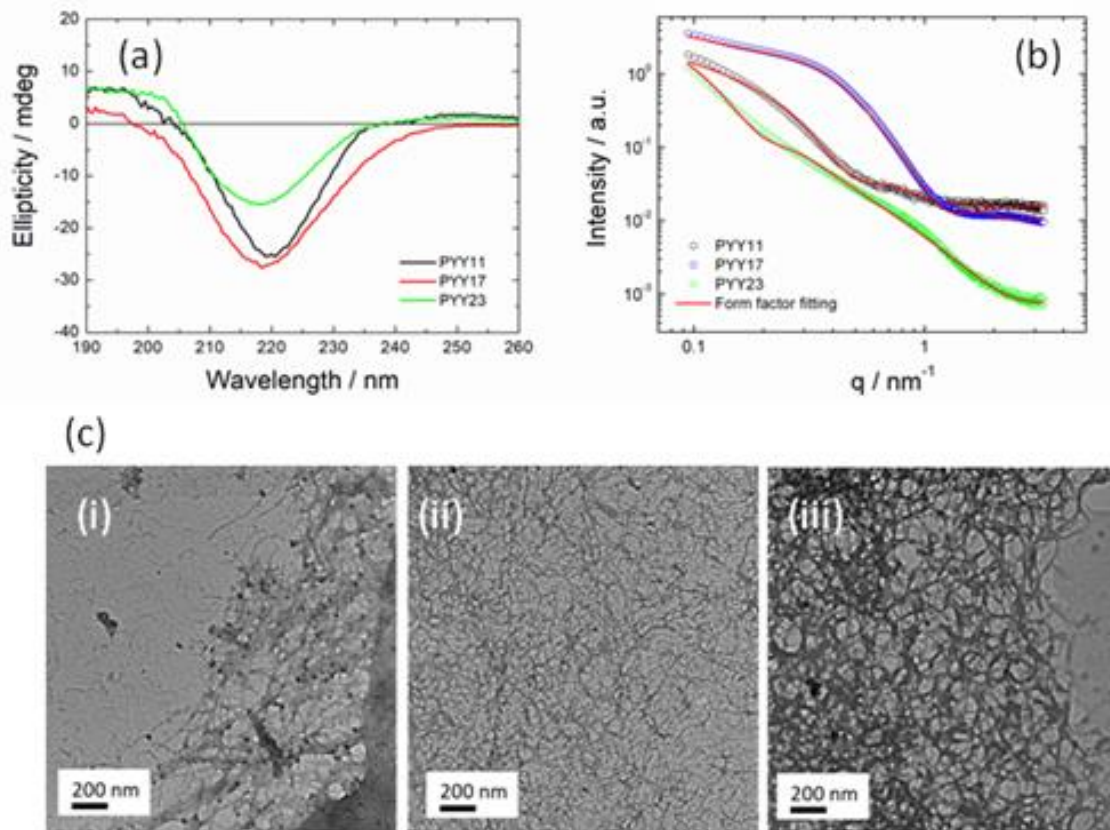 (a)
20
10
0
-10
-20
-30
-40
Ellipticity / mdeg
PYY11
PYY17
PYY23
190 200 210 220 230 240 250 260
Wavelength / nm
(b)
10⁰
10⁻¹
10⁻²
10⁻³
Intensity / a.u.
PYY11
PYY17
PYY23
Form factor fitting
0.1 1
q / nm⁻¹
(c)
(i)
200 nm
(ii)
200 nm
(iii)
200 nm